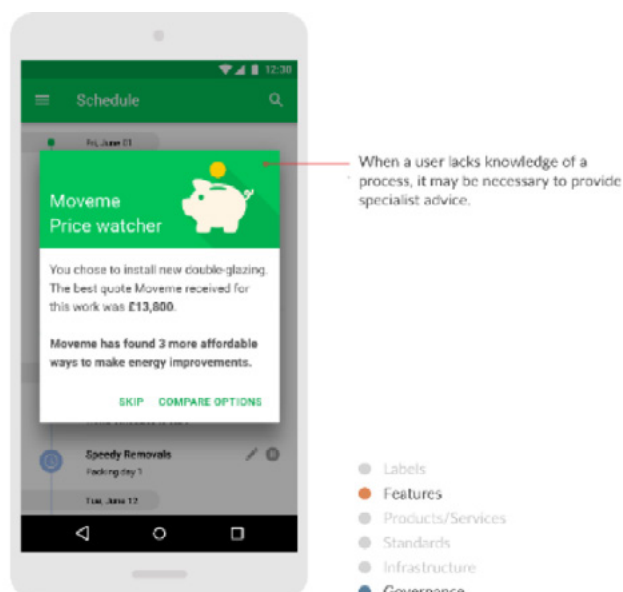 12:30
Schedule
Fri, June 01
Moveme
Price watcher
You chose to install new double-glazing.
The best quote Moveme received for
this work was £13,800.
Moveme has found 3 more affordable
ways to make energy improvements.
SKIP COMPARE OPTIONS
Speedy Removals
Packing day 1
Tue, June 12
When a user lacks knowledge of a
process, it may be necessary to provide
specialist advice.
Labels
Features
Products/Services
Standards
Infrastructure
Governance